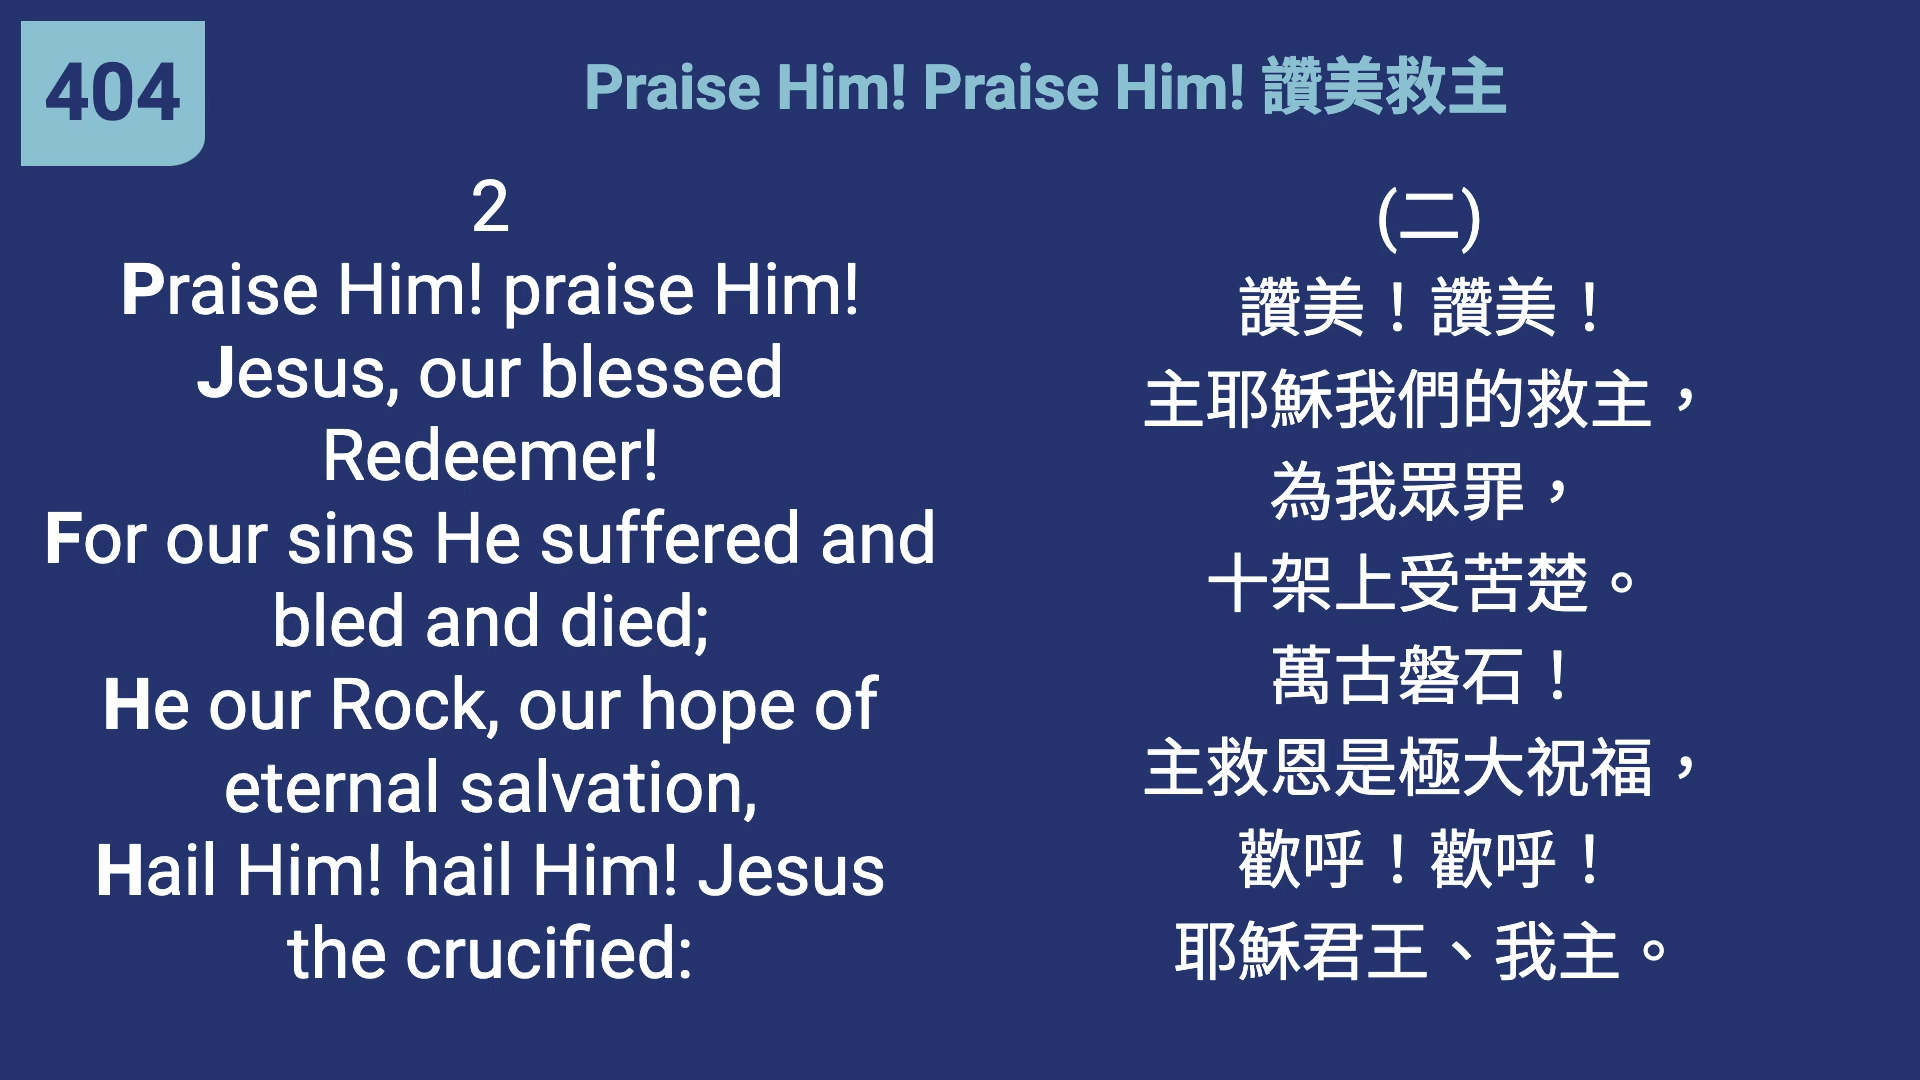 404
Praise Him! Praise Him! 讚美救主
2
Praise Him! praise Him!
Jesus, our blessed
Redeemer!
For our sins He suffered and
bled and died;
He our Rock, our hope of
eternal salvation,
Hail Him! hail Him! Jesus
the crucified:
(二)
讚美！讚美！
主耶穌我們的救主，
為我眾罪，
十架上受苦楚。
萬古磐石！
主救恩是極大祝福，
歡呼！歡呼！
耶穌君王、我主。